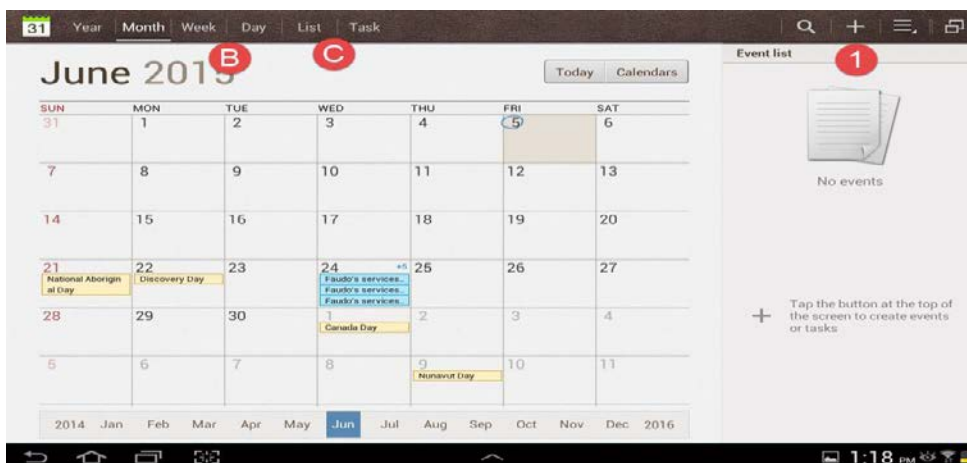 31 Year Month Week Day List Task
B C 1
Event list
June 2015
Today Calendars
SUN MON TUE WED THU FRI SAT
31 1 2 3 4 5 6
7 8 9 10 11 12 13
No events
14 15 16 17 18 19 20
21 22 23 24 +5 25 26 27
National Aborigin Discovery Day Faudo's services..
al Day Faudo's services..
Faudo's services..
Tap the button at the top of
the screen to create events
or tasks
28 29 30 1 2 3 4
Canada Day
5 6 7 8 9 10 11
Nunavut Day
2014 Jan Feb Mar Apr May Jun Jul Aug Sep Oct Nov Dec 2016
1:18 PM